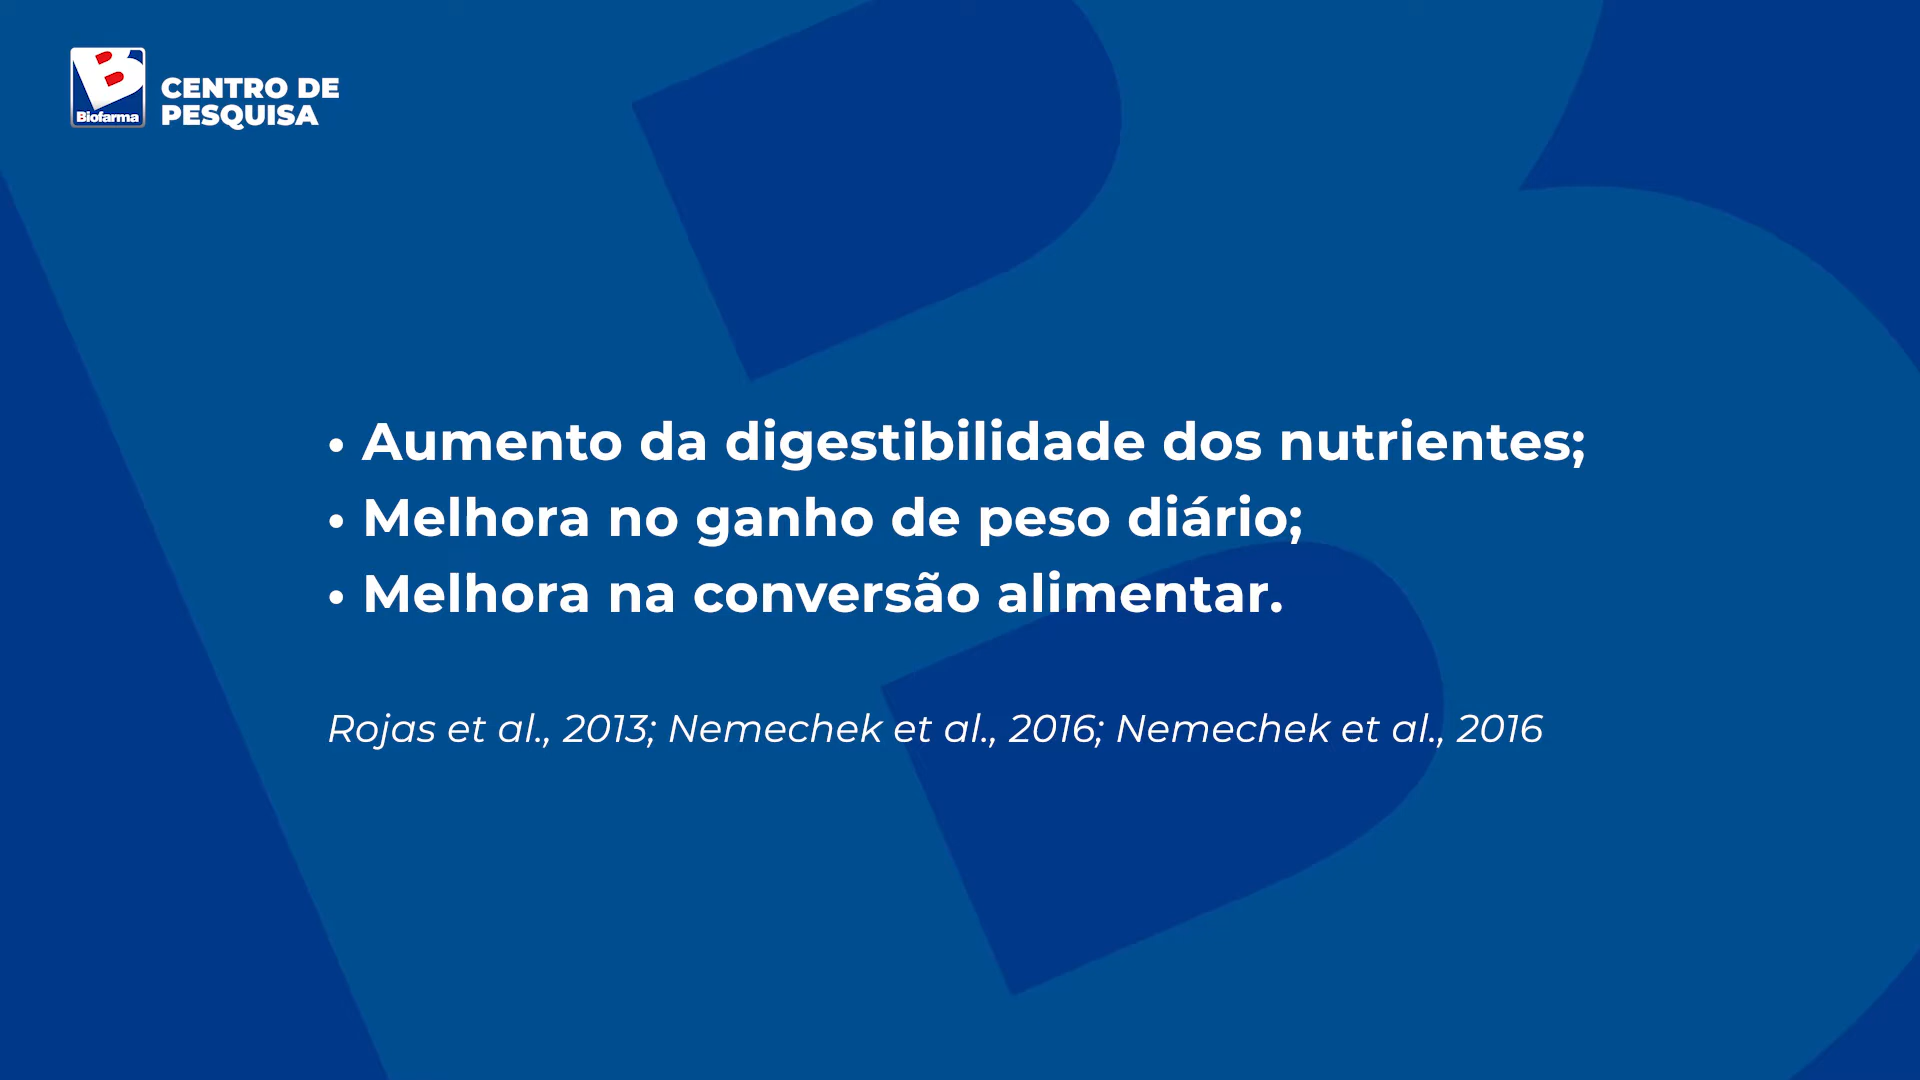 Biofarma
CENTRO DE
PESQUISA
• Aumento da digestibilidade dos nutrientes;
• Melhora no ganho de peso diário;
• Melhora na conversão alimentar.
Rojas et al., 2013; Nemechek et al., 2016; Nemechek et al., 2016